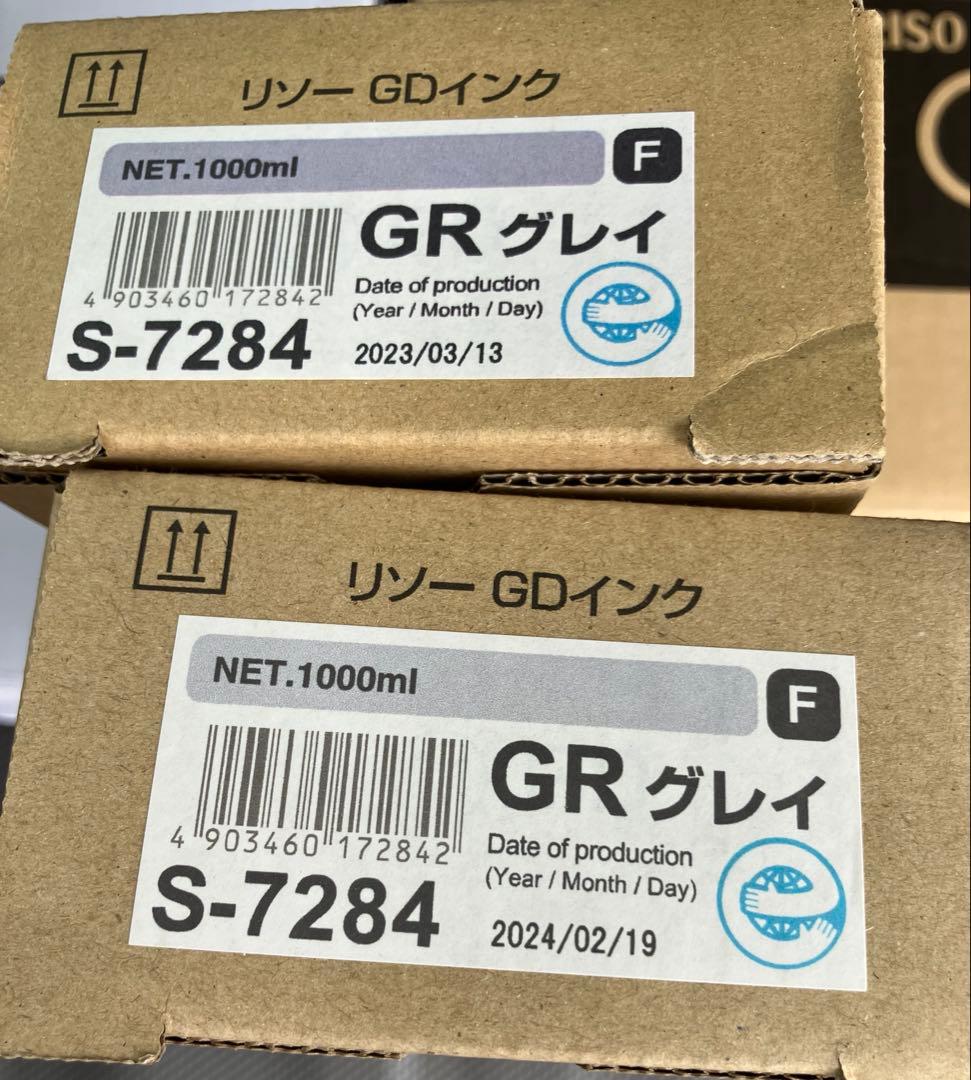 RISO
リソー GDインク
NET.1000ml
F
GR グレイ
4 903460 172842
Date of production
(Year / Month / Day)
S-7284
2023/03/13
リソー GDインク
NET.1000ml
F
GR グレイ
4 903460 172842
Date of production
(Year / Month / Day)
S-7284
2024/02/19